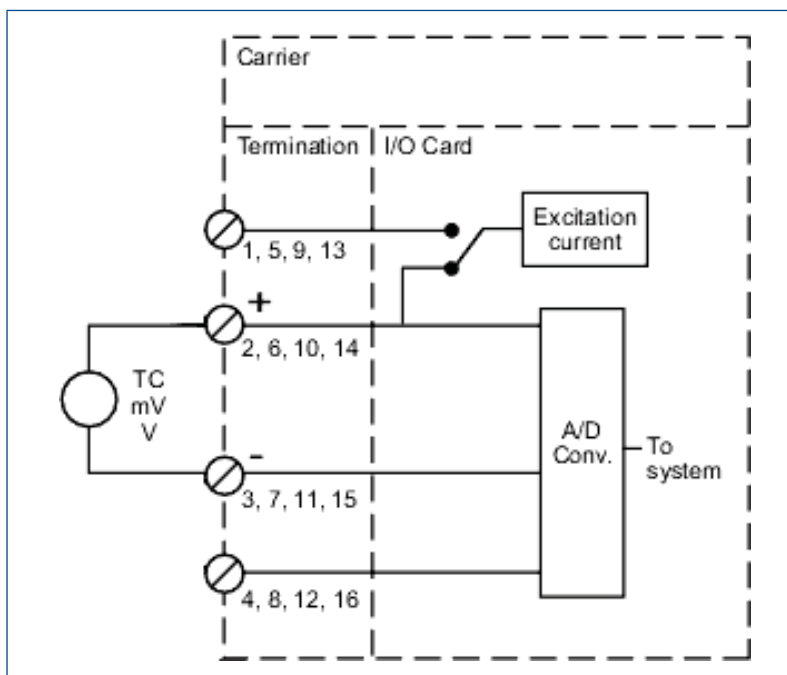 Carrier
Termination
I/O Card
Excitation
current
1, 5, 9, 13
+
2, 6, 10, 14
TC
mV
V
A/D
Conv.
To
system
-
3, 7, 11, 15
4, 8, 12, 16